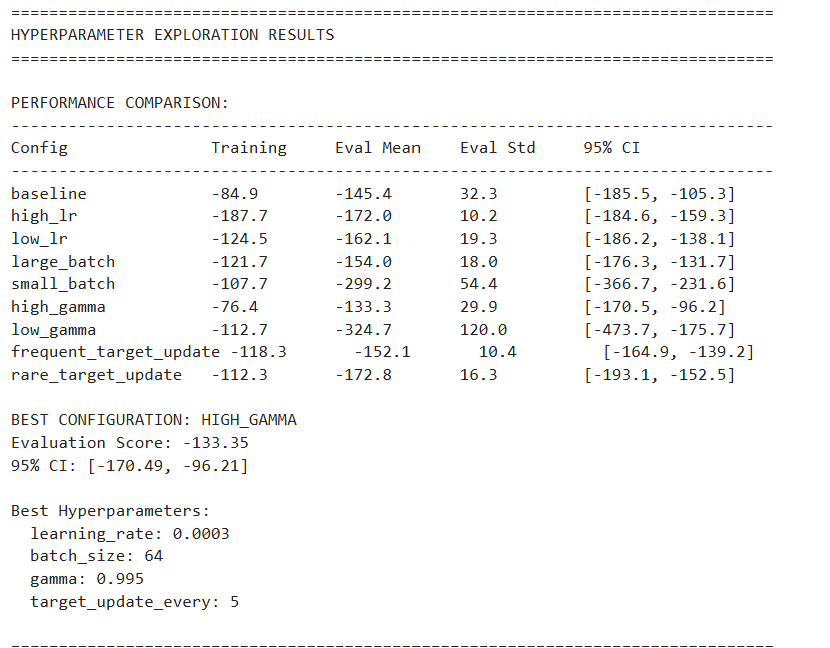 ================================================================================
HYPERPARAMETER EXPLORATION RESULTS
================================================================================
PERFORMANCE COMPARISON:
--------------------------------------------------------------------------------
Config               Training     Eval Mean    Eval Std     95% CI
--------------------------------------------------------------------------------
baseline             -84.9        -145.4       32.3         [-185.5, -105.3]
high_lr              -187.7       -172.0       10.2         [-184.6, -159.3]
low_lr               -124.5       -162.1       19.3         [-186.2, -138.1]
large_batch          -121.7       -154.0       18.0         [-176.3, -131.7]
small_batch          -107.7       -299.2       54.4         [-366.7, -231.6]
high_gamma           -76.4        -133.3       29.9         [-170.5, -96.2]
low_gamma            -112.7       -324.7       120.0        [-473.7, -175.7]
frequent_target_update -118.3       -152.1       10.4         [-164.9, -139.2]
rare_target_update   -112.3       -172.8       16.3         [-193.1, -152.5]
BEST CONFIGURATION: HIGH_GAMMA
Evaluation Score: -133.35
95% CI: [-170.49, -96.21]
Best Hyperparameters:
  learning_rate: 0.0003
  batch_size: 64
  gamma: 0.995
  target_update_every: 5
--------------------------------------------------------------------------------